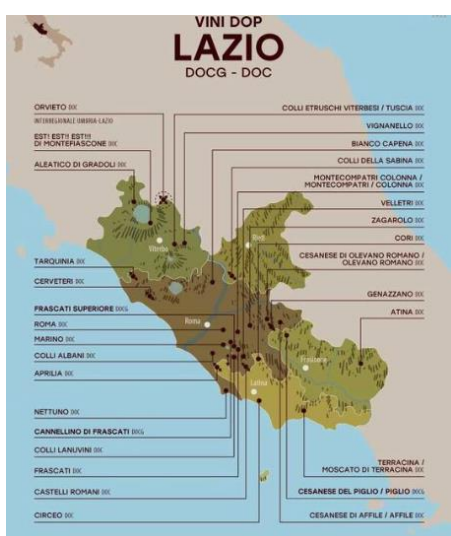 VINI DOP
LAZIO
DOCG - DOC
ORVIETO DOC
INTERREGIONALE UMBRIA-LAZIO
EST! EST!! EST!!!
DI MONTEFIASCONE DOC
ALEATICO DI GRADOLI DOC
TARQUINIA DOC
CERVETERI DOC
FRASCATI SUPERIORE DOCG
ROMA DOC
MARINO DOC
COLLI ALBANI DOC
APRILIA DOC
NETTUNO DOC
CANNELLINO DI FRASCATI DOCG
COLLI LANUVINI DOC
FRASCATI DOC
CASTELLI ROMANI DOC
CIRCEO DOC
COLLI ETRUSCHI VITERBESI / TUSCIA DOC
VIGNANELLO DOC
BIANCO CAPENA DOC
COLLI DELLA SABINA DOC
MONTECOMPATRI COLONNA /
MONTECOMPATRI / COLONNA DOC
VELLETRI DOC
ZAGAROLO DOC
CORI DOC
CESANESE DI OLEVANO ROMANO /
OLEVANO ROMANO DOC
GENAZZANO DOC
ATINA DOC
TERRACINA /
MOSCATO DI TERRACINA DOC
CESANESE DEL PIGLIO / PIGLIO DOCG
CESANESE DI AFFILE / AFFILE DOC
Viterbo
Rieti
Roma
Frosinone
Latina